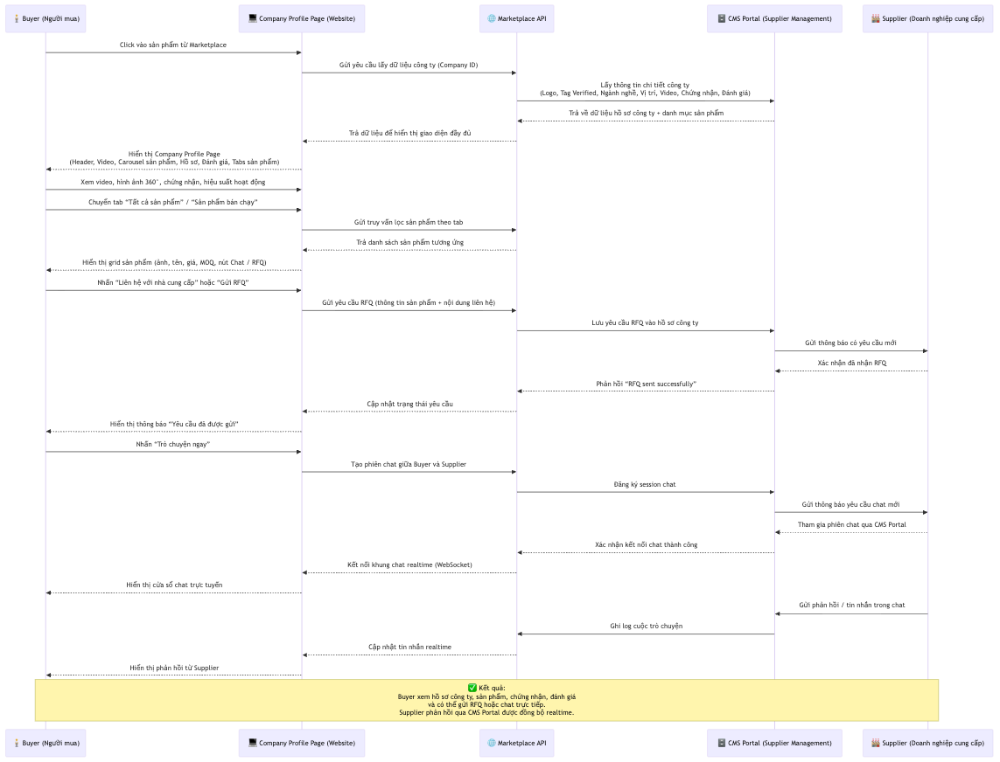 Buyer (Người mua)
Company Profile Page (Website)
Marketplace API
CMS Portal (Supplier Management)
Supplier (Doanh nghiệp cung cấp)
Click vào sản phẩm từ Marketplace
Gửi yêu cầu lấy dữ liệu công ty (Company ID)
Lấy thông tin chi tiết công ty
(Logo, Tag Verified, Ngành nghề, Vị trí, Video, Chứng nhận, Đánh giá)
Trả về dữ liệu hồ sơ công ty + danh mục sản phẩm
Trả dữ liệu để hiển thị giao diện đầy đủ
Hiển thị Company Profile Page
(Header, Video, Carousel sản phẩm, Hồ sơ, Đánh giá, Tabs sản phẩm)
Xem video, hình ảnh 360°, chứng nhận, hiệu suất hoạt động
Chuyển tab “Tất cả sản phẩm” / “Sản phẩm bán chạy”
Gửi truy vấn lọc sản phẩm theo tab
Trả danh sách sản phẩm tương ứng
Hiển thị grid sản phẩm (ảnh, tên, giá, MOQ, nút Chat / RFQ)
Nhấn “Liên hệ với nhà cung cấp” hoặc “Gửi RFQ”
Gửi yêu cầu RFQ (thông tin sản phẩm + nội dung liên hệ)
Lưu yêu cầu RFQ vào hồ sơ công ty
Gửi thông báo có yêu cầu mới
Xác nhận đã nhận RFQ
Phản hồi “RFQ sent successfully”
Cập nhật trạng thái yêu cầu
Hiển thị thông báo “Yêu cầu đã được gửi”
Nhấn “Trò chuyện ngay”
Tạo phiên chat giữa Buyer và Supplier
Đăng ký session chat
Gửi thông báo yêu cầu chat mới
Tham gia phiên chat qua CMS Portal
Xác nhận kết nối chat thành công
Kết nối khung chat realtime (WebSocket)
Hiển thị cửa sổ chat trực tuyến
Gửi phản hồi / tin nhắn trong chat
Ghi log cuộc trò chuyện
Cập nhật tin nhắn realtime
Hiển thị phản hồi từ Supplier
✅ Kết quả:
Buyer xem hồ sơ công ty, sản phẩm, chứng nhận, đánh giá
và có thể gửi RFQ hoặc chat trực tiếp.
Supplier phản hồi qua CMS Portal được đồng bộ realtime.
Buyer (Người mua)
Company Profile Page (Website)
Marketplace API
CMS Portal (Supplier Management)
Supplier (Doanh nghiệp cung cấp)